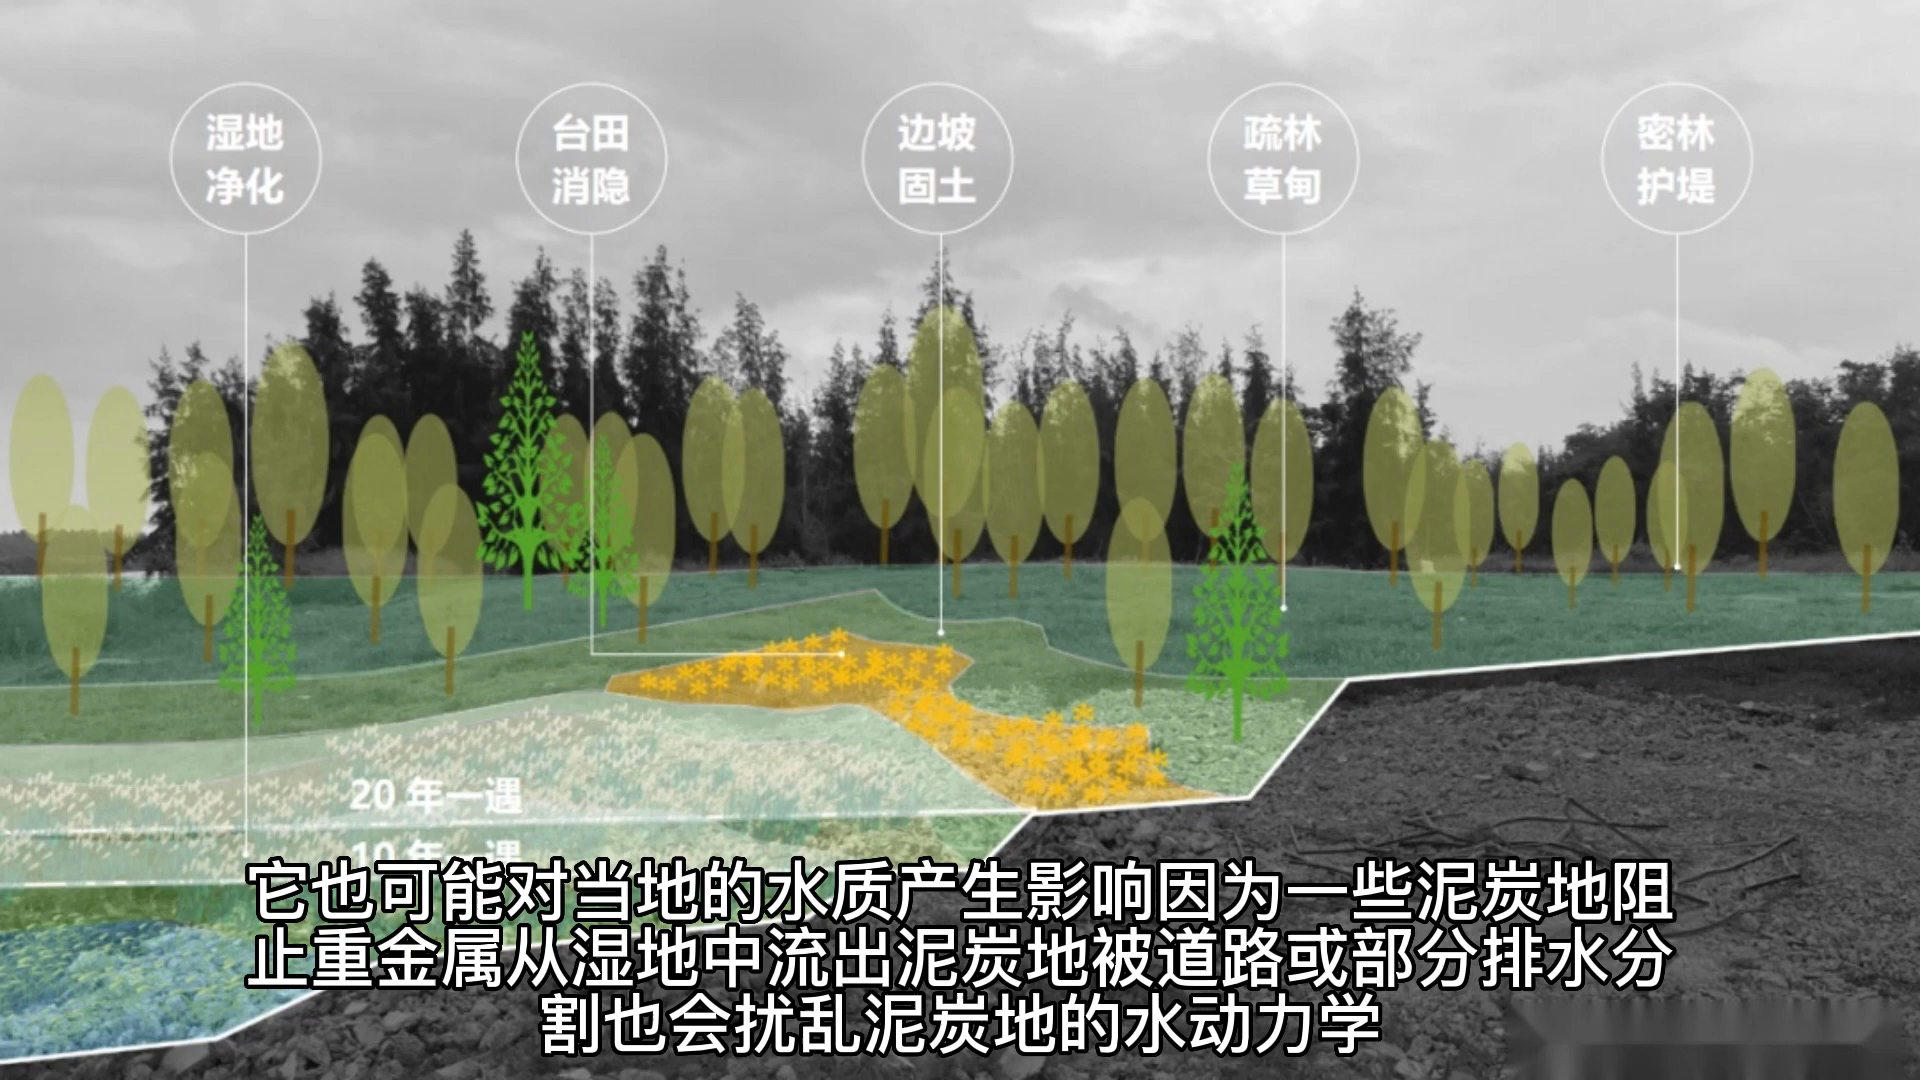 湿地
净化
台田
消隐
边坡
固土
疏林
草甸
密林
护堤
20 年一遇
10 年一遇
它也可能对当地的水质产生影响因为一些泥炭地阻
止重金属从湿地中流出泥炭地被道路或部分排水分
割也会扰乱泥炭地的水动力学